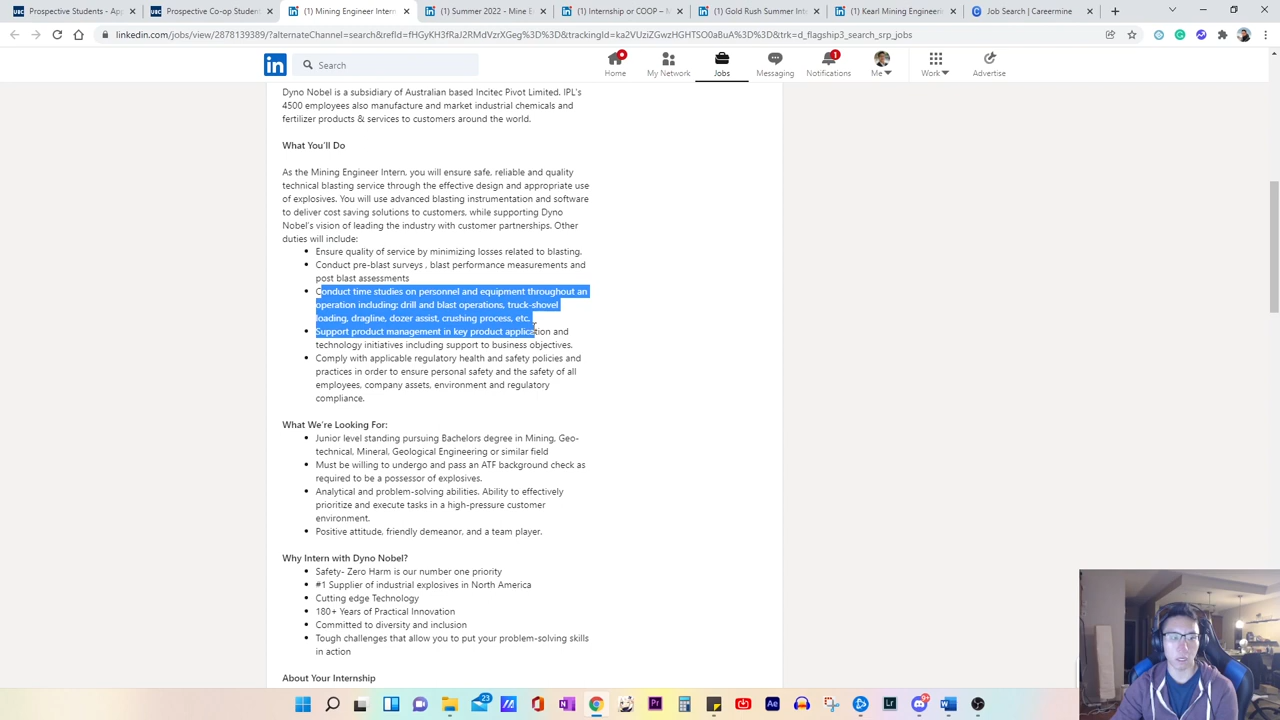 Prospective Students - App
Prospective Co-op Student
(1) Mining Engineer Intern
(1) Summer 2022 - Mine E
(1) Internship or COOP – M
(1) Gold Rush Summer Inte
(1) Kearl Mining Engineerin
Job Search | Careermine
linkedin.com/jobs/view/2878139389/?alternateChannel=search&refId=fHGyKH3fRaJ2RMdVzrXGeg%3D%3D&trackingId=ka2VUziZGwzHGHTSO0aBuA%3D%3D&trk=d_flagship3_search_srp_jobs
Search
Home
My Network
Jobs
Messaging
1
Notifications
Me
Work
Advertise
Dyno Nobel is a subsidiary of Australian based Incitec Pivot Limited. IPL's
4500 employees also manufacture and market industrial chemicals and
fertilizer products & services to customers around the world.
What You'll Do
As the Mining Engineer Intern, you will ensure safe, reliable and quality
technical blasting service through the effective design and appropriate use
of explosives. You will use advanced blasting instrumentation and software
to deliver cost saving solutions to customers, while supporting Dyno
Nobel's vision of leading the industry with customer partnerships. Other
duties will include:
• Ensure quality of service by minimizing losses related to blasting.
• Conduct pre-blast surveys , blast performance measurements and
post blast assessments
• Conduct time studies on personnel and equipment throughout an
operation including: drill and blast operations, truck-shovel
loading, dragline, dozer assist, crushing process, etc.
• Support product management in key product application and
technology initiatives including support to business objectives.
• Comply with applicable regulatory health and safety policies and
practices in order to ensure personal safety and the safety of all
employees, company assets, environment and regulatory
compliance.
What We're Looking For:
• Junior level standing pursuing Bachelors degree in Mining, Geo-
technical, Mineral, Geological Engineering or similar field
• Must be willing to undergo and pass an ATF background check as
required to be a possessor of explosives.
• Analytical and problem-solving abilities. Ability to effectively
prioritize and execute tasks in a high-pressure customer
environment.
• Positive attitude, friendly demeanor, and a team player.
Why Intern with Dyno Nobel?
• Safety- Zero Harm is our number one priority
• #1 Supplier of industrial explosives in North America
• Cutting edge Technology
• 180+ Years of Practical Innovation
• Committed to diversity and inclusion
• Tough challenges that allow you to put your problem-solving skills
in action
About Your Internship